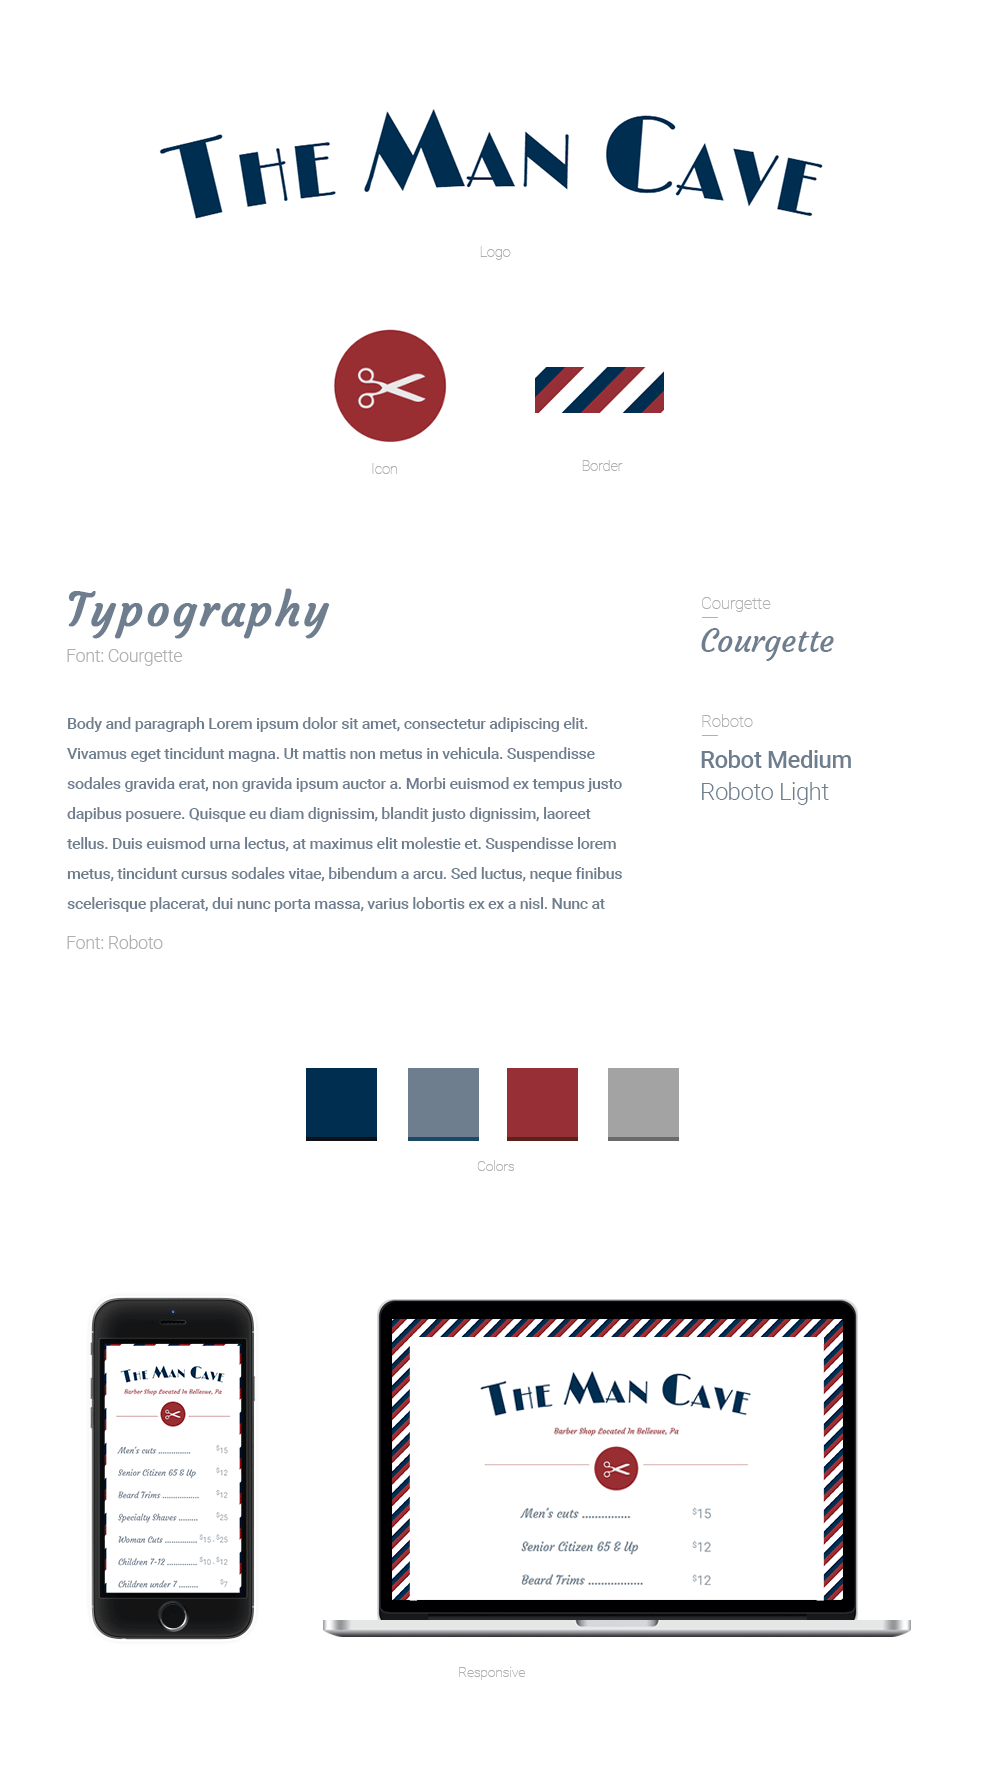 THE MAN CAVE
Logo
Icon
Border
Typography
Font: Courgette
Courgette
Courgette
Body and paragraph Lorem ipsum dolor sit amet, consectetur adipiscing elit.
Vivamus eget tincidunt magna. Ut mattis non metus in vehicula. Suspendisse
sodales gravida erat, non gravida ipsum auctor a. Morbi euismod ex tempus justo
dapibus posuere. Quisque eu diam dignissim, blandit justo dignissim, laoreet
tellus. Duis euismod urna lectus, at maximus elit molestie et. Suspendisse lorem
metus, tincidunt cursus sodales vitae, bibendum a arcu. Sed luctus, neque finibus
scelerisque placerat, dui nunc porta massa, varius lobortis ex ex a nisl. Nunc at
Font: Roboto
Roboto
Robot Medium
Roboto Light
Colors
THE MAN CAVE
Barber Shop Located In Bellevue, Pa
Men's cuts ............... $15
Senior Citizen 65 & Up $12
Beard Trims ................. $12
Specialty Shaves ......... $25
Woman Cuts ............... $15 - $25
Children 7-12 .............. $10 - $12
Children under 7 ......... $7
THE MAN CAVE
Barber Shop Located In Bellevue, Pa
Men's cuts ............... $15
Senior Citizen 65 & Up $12
Beard Trims ................. $12
Responsive